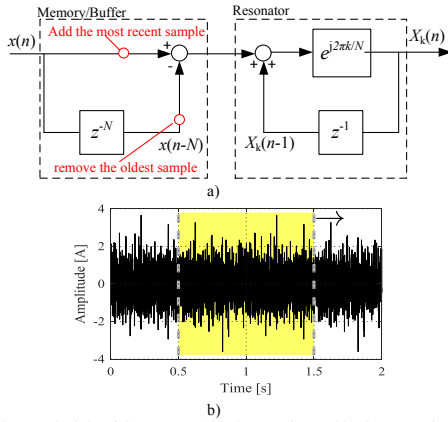 Memory/Buffer
Resonator
x(n)
Add the most recent sample
+
-
+
+
e^{j2πk/N}
X_k(n)
z^{-N}
x(n-N)
X_k(n-1)
z^{-1}
remove the oldest sample
a)
4
2
0
-2
-4
Amplitude [A]
0
0.5
1
1.5
2
Time [s]
b)